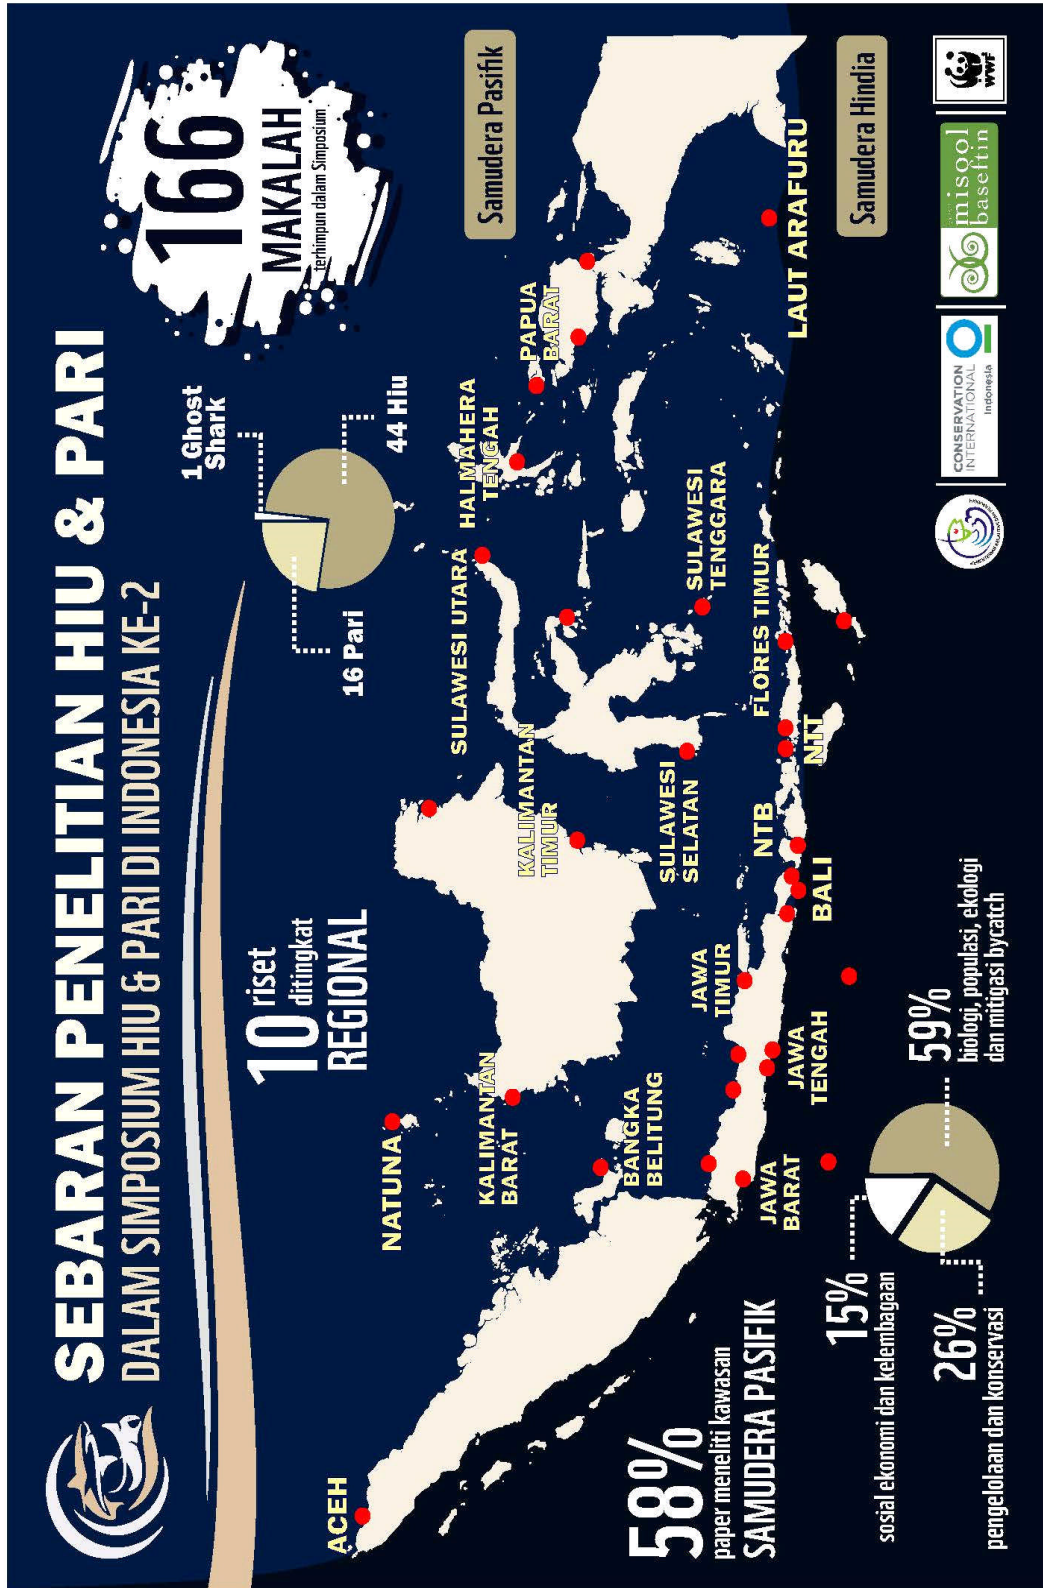 SEBARAN PENELITIAN HIU & PARI
DALAM SIMPOSIUM HIU & PARI DI INDONESIA KE-2
166
MAKALAH
terhimpun dalam Simposium
10 riset
ditingkat
REGIONAL
1 Ghost
Shark
16 Pari
44 Hiu
Samudera Pasifik
ACEH
NATUNA
KALIMANTAN
BARAT
BANGKA
BELITUNG
SULAWESI UTARA
KALIMANTAN
TIMUR
HALMAHERA
TENGAH
PAPUA
BARAT
SULAWESI
SELATAN
SULAWESI
TENGGARA
JAWA
BARAT
JAWA
TENGAH
JAWA
TIMUR
BALI
NTB
NTT
FLORES TIMUR
LAUT ARAFURU
Samudera Hindia
58%
paper meneliti kawasan
SAMUDERA PASIFIK
15%
sosial ekonomi dan kelembagaan
26%
pengelolaan dan konservasi
59%
biologi, populasi, ekologi
dan mitigasi bycatch
CONSERVATION
INTERNATIONAL
Indonesia
misool
baseftin
WWF